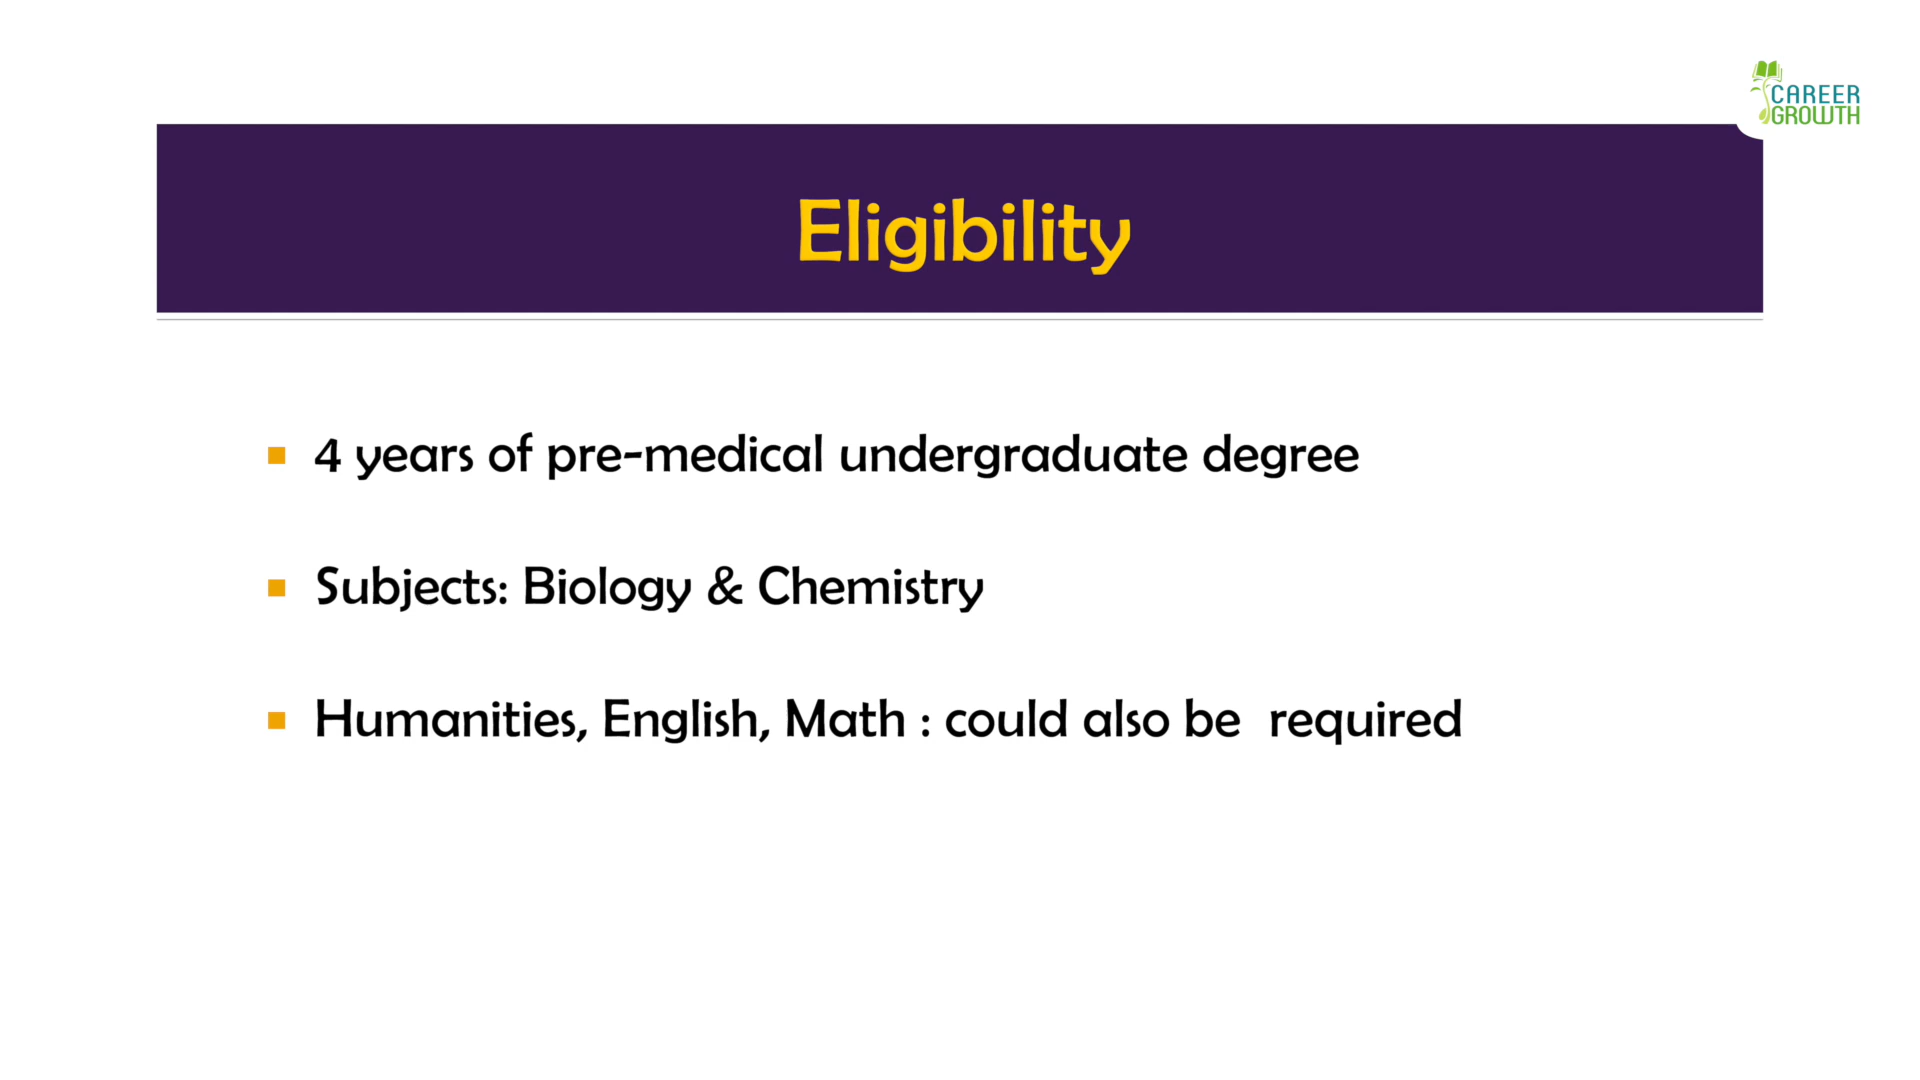 CAREER
GROWTH
Eligibility
4 years of pre-medical undergraduate degree
Subjects: Biology & Chemistry
Humanities, English, Math : could also be  required